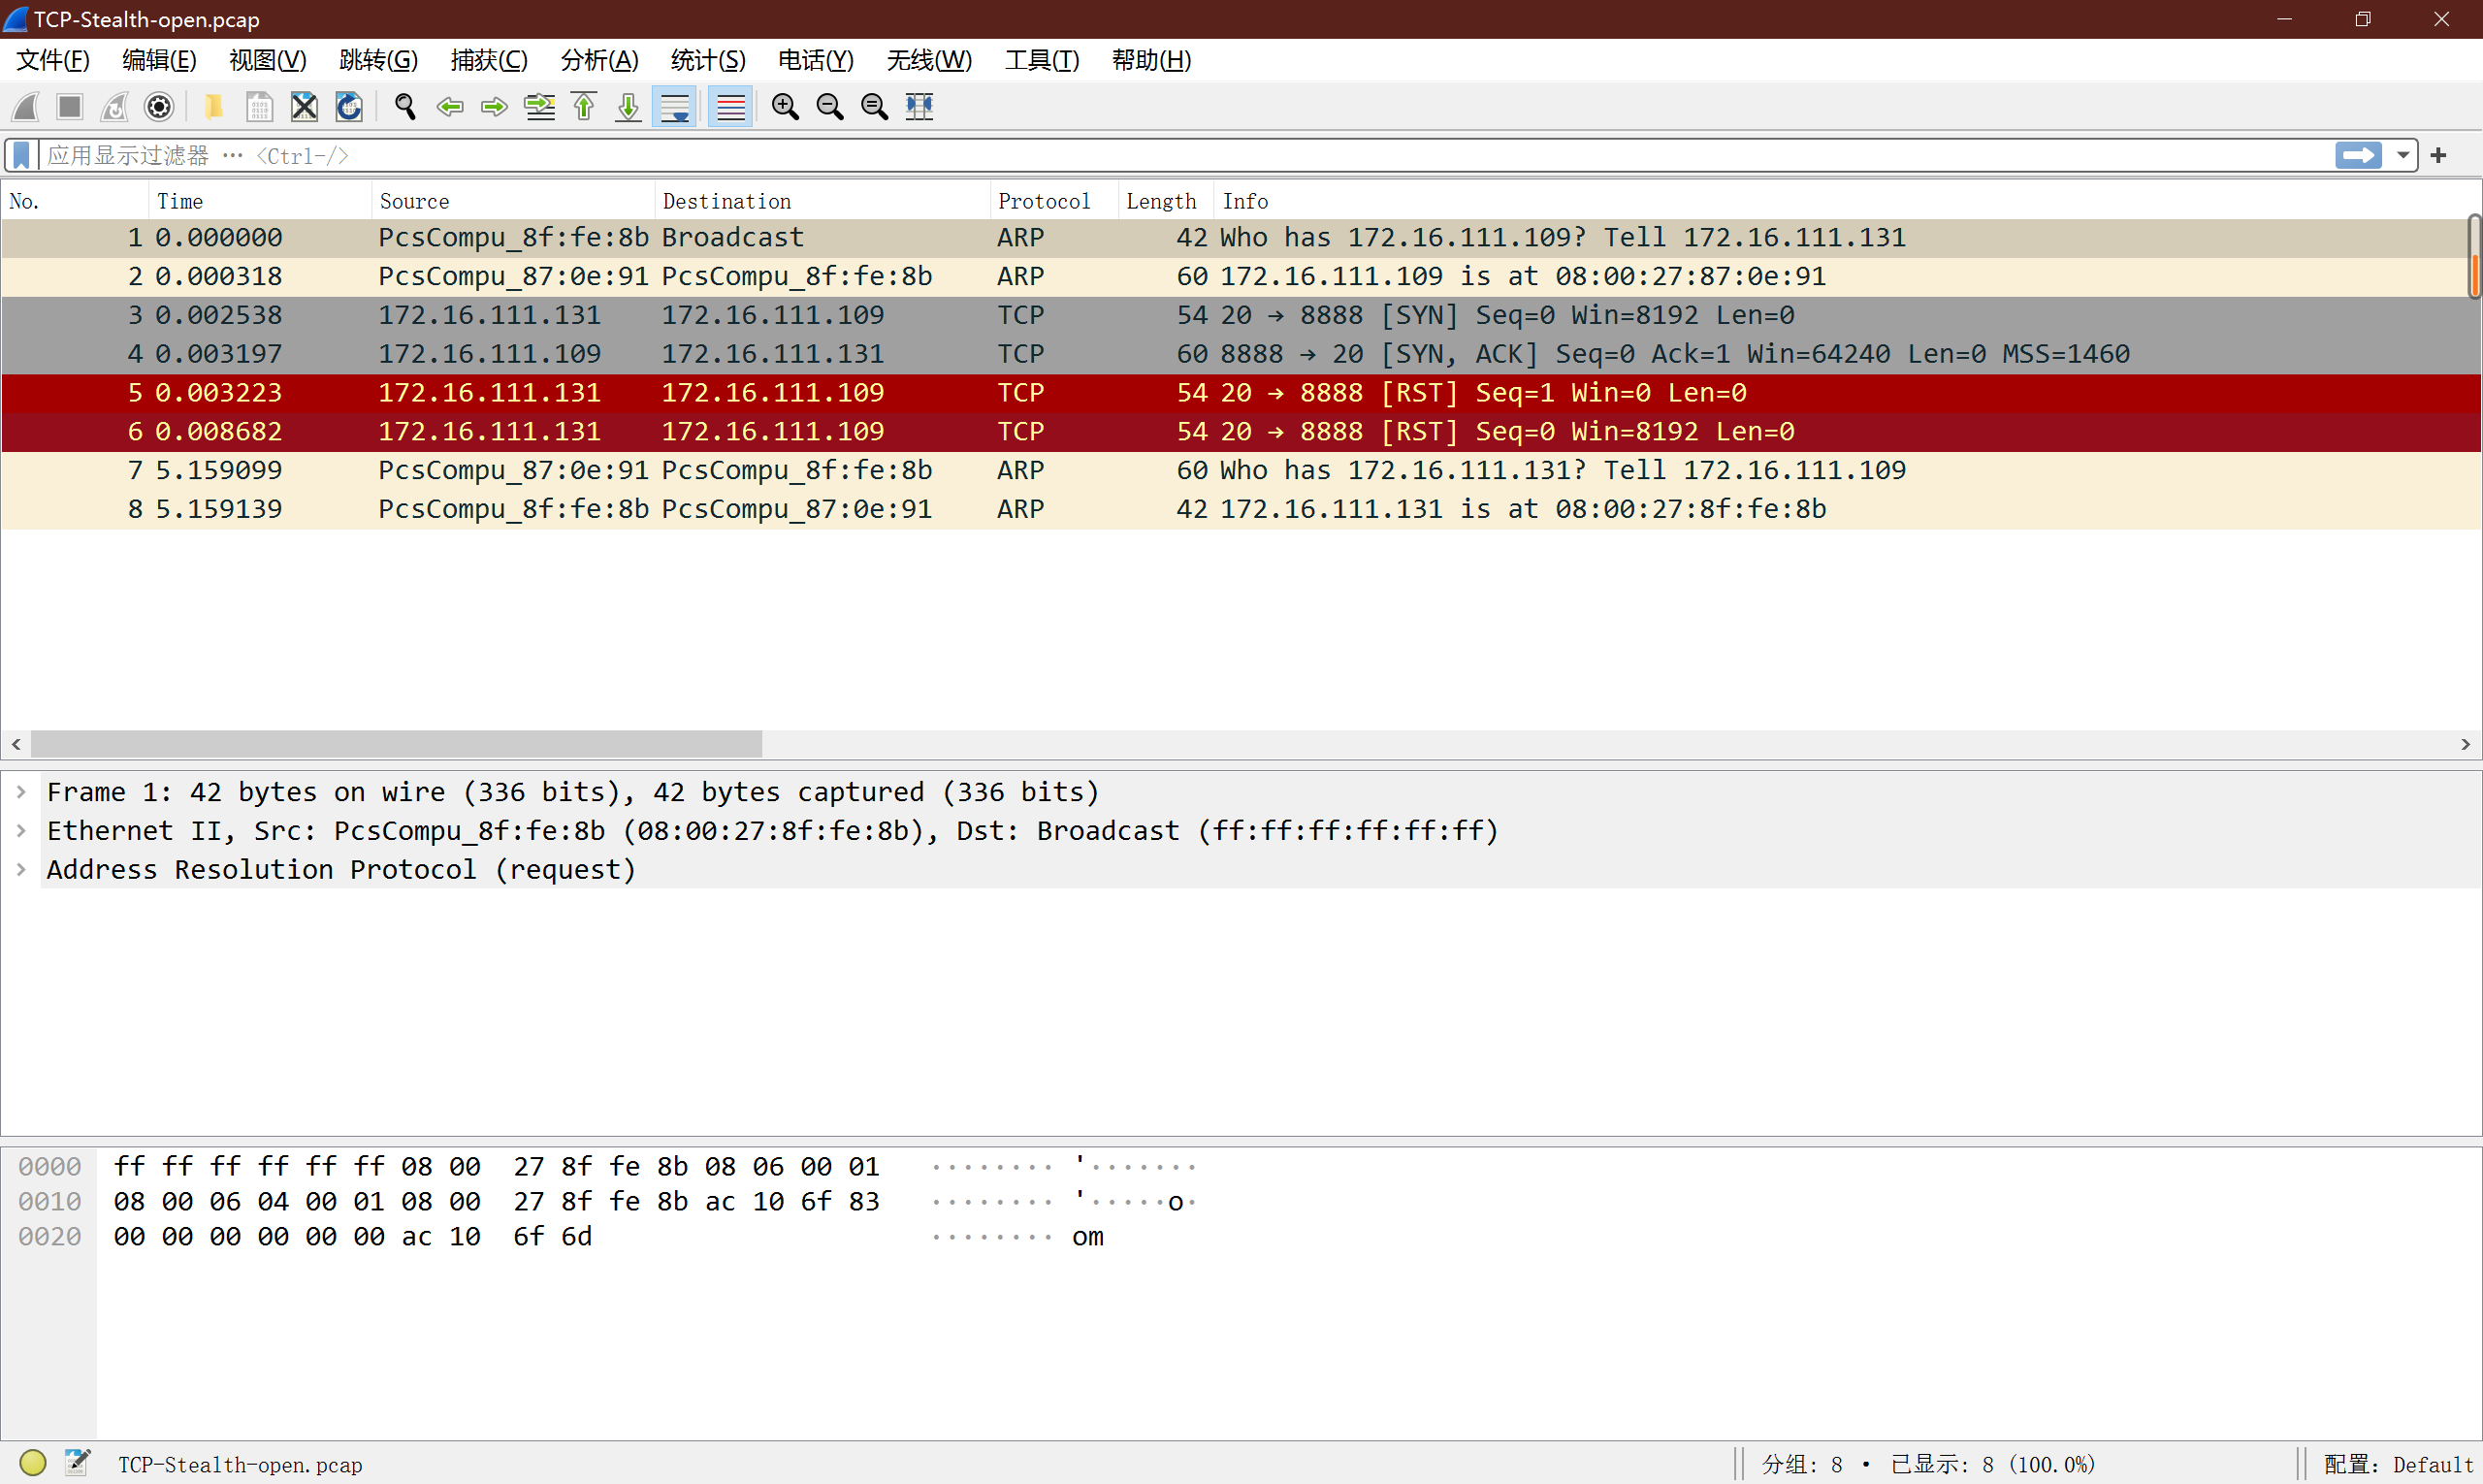 TCP-Stealth-open.pcap
文件(F) 编辑(E) 视图(V) 跳转(G) 捕获(C) 分析(A) 统计(S) 电话(Y) 无线(W) 工具(T) 帮助(H)
应用显示过滤器 … <Ctrl-/>
No. Time Source Destination Protocol Length Info
1 0.000000 PcsCompu_8f:fe:8b Broadcast ARP 42 Who has 172.16.111.109? Tell 172.16.111.131
2 0.000318 PcsCompu_87:0e:91 PcsCompu_8f:fe:8b ARP 60 172.16.111.109 is at 08:00:27:87:0e:91
3 0.002538 172.16.111.131 172.16.111.109 TCP 54 20 → 8888 [SYN] Seq=0 Win=8192 Len=0
4 0.003197 172.16.111.109 172.16.111.131 TCP 60 8888 → 20 [SYN, ACK] Seq=0 Ack=1 Win=64240 Len=0 MSS=1460
5 0.003223 172.16.111.131 172.16.111.109 TCP 54 20 → 8888 [RST] Seq=1 Win=0 Len=0
6 0.008682 172.16.111.131 172.16.111.109 TCP 54 20 → 8888 [RST] Seq=0 Win=8192 Len=0
7 5.159099 PcsCompu_87:0e:91 PcsCompu_8f:fe:8b ARP 60 Who has 172.16.111.131? Tell 172.16.111.109
8 5.159139 PcsCompu_8f:fe:8b PcsCompu_87:0e:91 ARP 42 172.16.111.131 is at 08:00:27:8f:fe:8b
Frame 1: 42 bytes on wire (336 bits), 42 bytes captured (336 bits)
Ethernet II, Src: PcsCompu_8f:fe:8b (08:00:27:8f:fe:8b), Dst: Broadcast (ff:ff:ff:ff:ff:ff)
Address Resolution Protocol (request)
0000 ff ff ff ff ff ff 08 00 27 8f fe 8b 08 06 00 01 ········ '·······
0010 08 00 06 04 00 01 08 00 27 8f fe 8b ac 10 6f 83 ········ '·····o·
0020 00 00 00 00 00 00 ac 10 6f 6d ········ om
TCP-Stealth-open.pcap 分组: 8 · 已显示: 8 (100.0%) 配置: Default